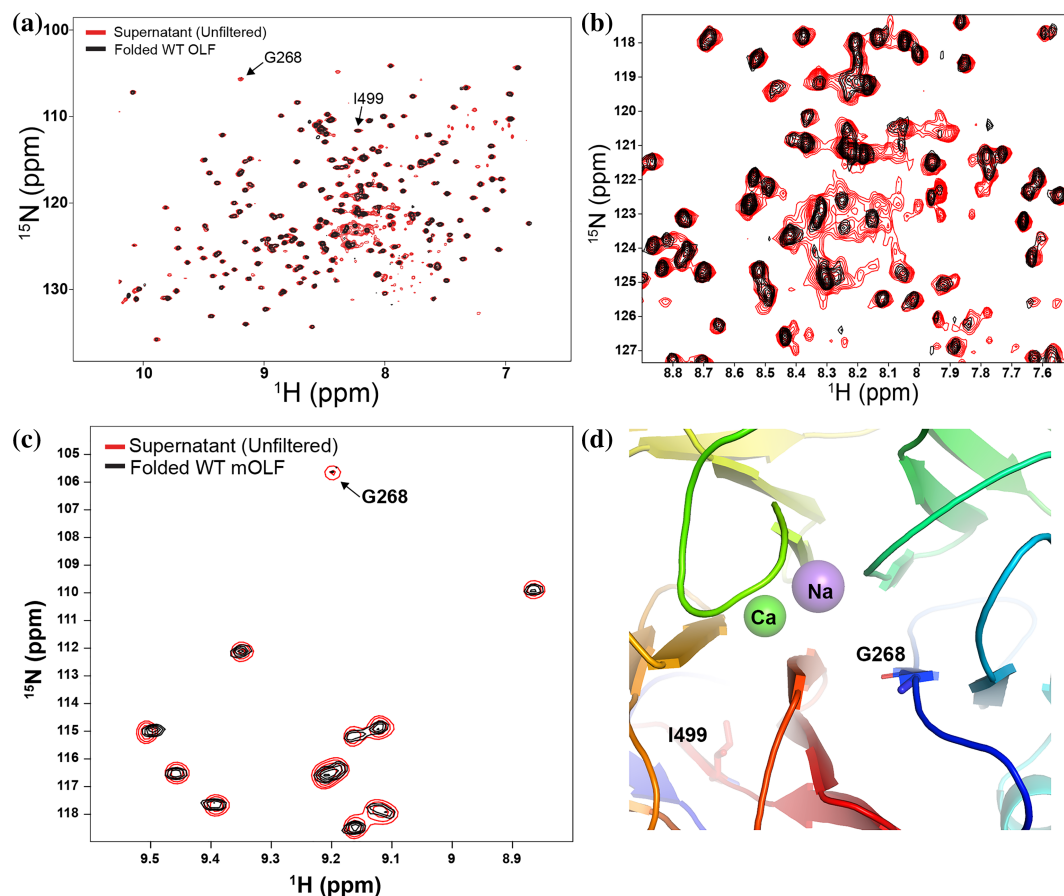 (a)
Supernatant (Unfiltered)
Folded WT OLF
G268
I499
100
110
120
130
¹⁵N (ppm)
10 9 8 7
¹H (ppm)
(b)
118
119
120
121
122
123
124
125
126
127
¹⁵N (ppm)
8.8 8.7 8.6 8.5 8.4 8.3 8.2 8.1 8 7.9 7.8 7.7 7.6
¹H (ppm)
(c)
Supernatant (Unfiltered)
Folded WT mOLF
G268
105
106
107
108
109
110
111
112
113
114
115
116
117
118
¹⁵N (ppm)
9.5 9.4 9.3 9.2 9.1 9 8.9
¹H (ppm)
(d)
Na
Ca
G268
I499